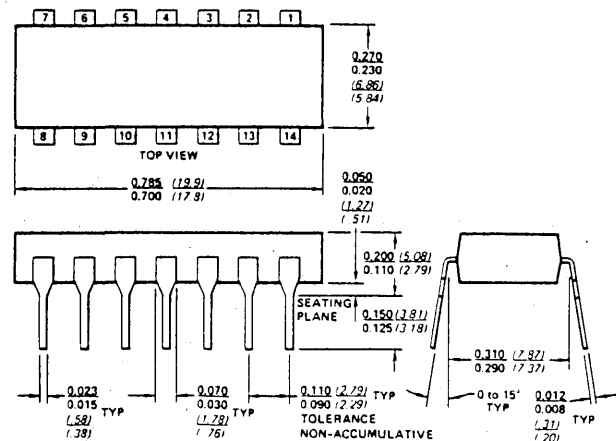 7 6 5 4 3 2 1
0.270
0.230
(6.86)
(5.84)
8 9 10 11 12 13 14
TOP VIEW
0.785 (19.9)
0.700 (17.8)
0.050
0.020
(1.27)
(.51)
0.200 (5.08)
0.110 (2.79)
SEATING
PLANE
0.150 (3.81)
0.125 (3.18)
0.310 (7.87)
0.290 (7.37)
0.023
0.015 TYP
(.58)
(.38)
0.070
0.030 TYP
(1.78)
(.76)
0.110 (2.79) TYP
0.090 (2.29)
TOLERANCE
NON-ACCUMULATIVE
0 to 15°
TYP
0.012
0.008 TYP
(.31)
(.20)